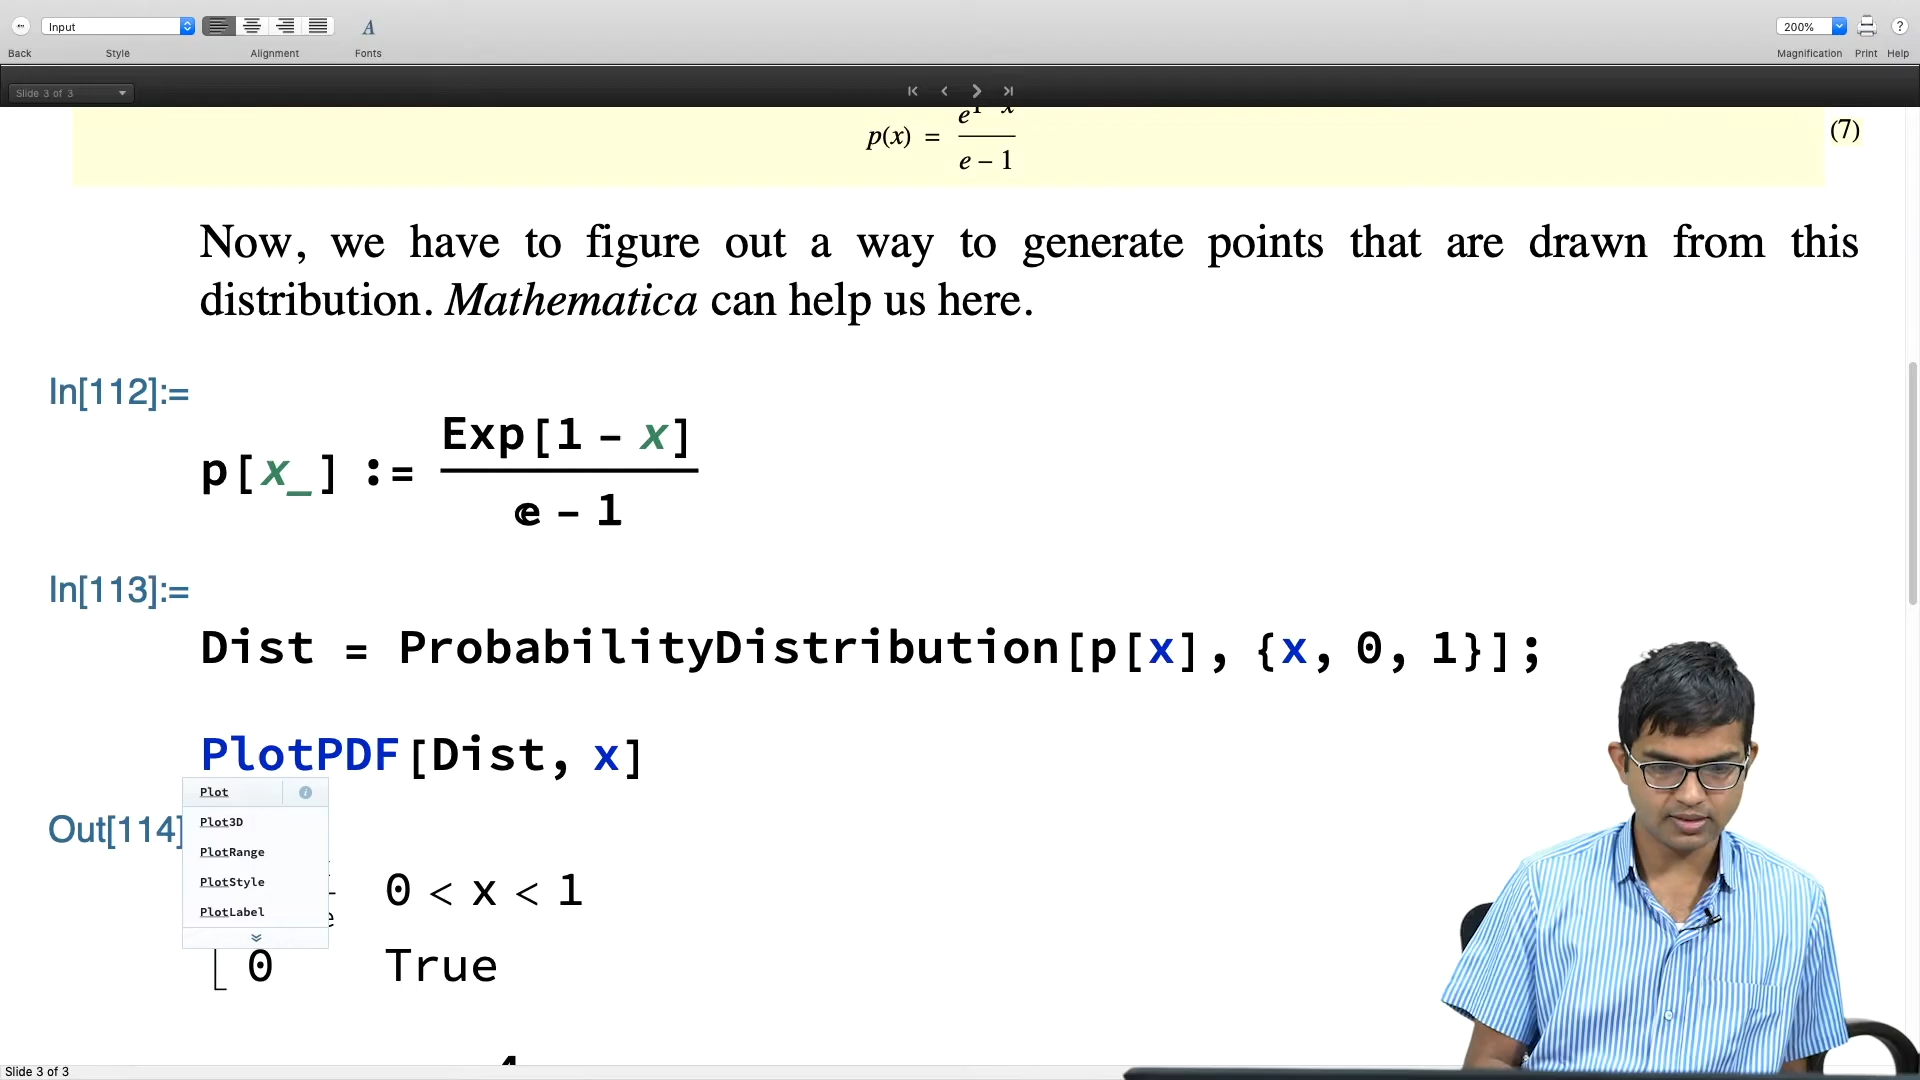 Input
200%
Back
Style
Alignment
Fonts
Magnification
Print
Help
Slide 3 of 3
p(x) = e^{1-x} / (e − 1)
(7)
Now, we have to figure out a way to generate points that are drawn from this
distribution. Mathematica can help us here.
In[112]:=
p[x_] := Exp[1 − x] / (ⅇ − 1)
In[113]:=
Dist = ProbabilityDistribution[p[x], {x, 0, 1}];
PlotPDF[Dist, x]
Plot
Out[114]
Plot3D
PlotRange
PlotStyle
PlotLabel
0 < x < 1
0 True
Slide 3 of 3